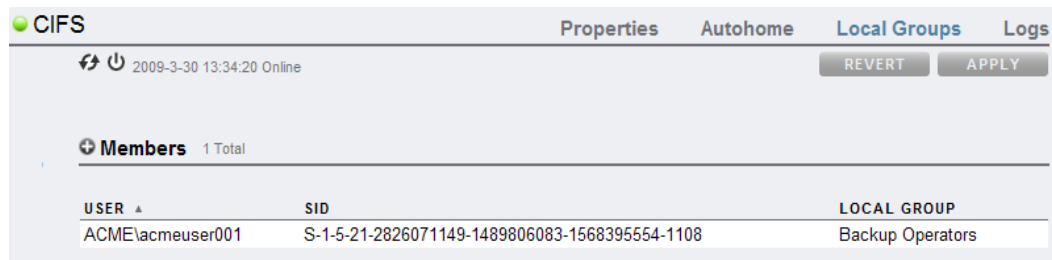 CIFS Properties Autohome Local Groups Logs
2009-3-30 13:34:20 Online REVERT APPLY
Members 1 Total
USER ▲ SID LOCAL GROUP
ACME\acmeuser001 S-1-5-21-2826071149-1489806083-1568395554-1108 Backup Operators